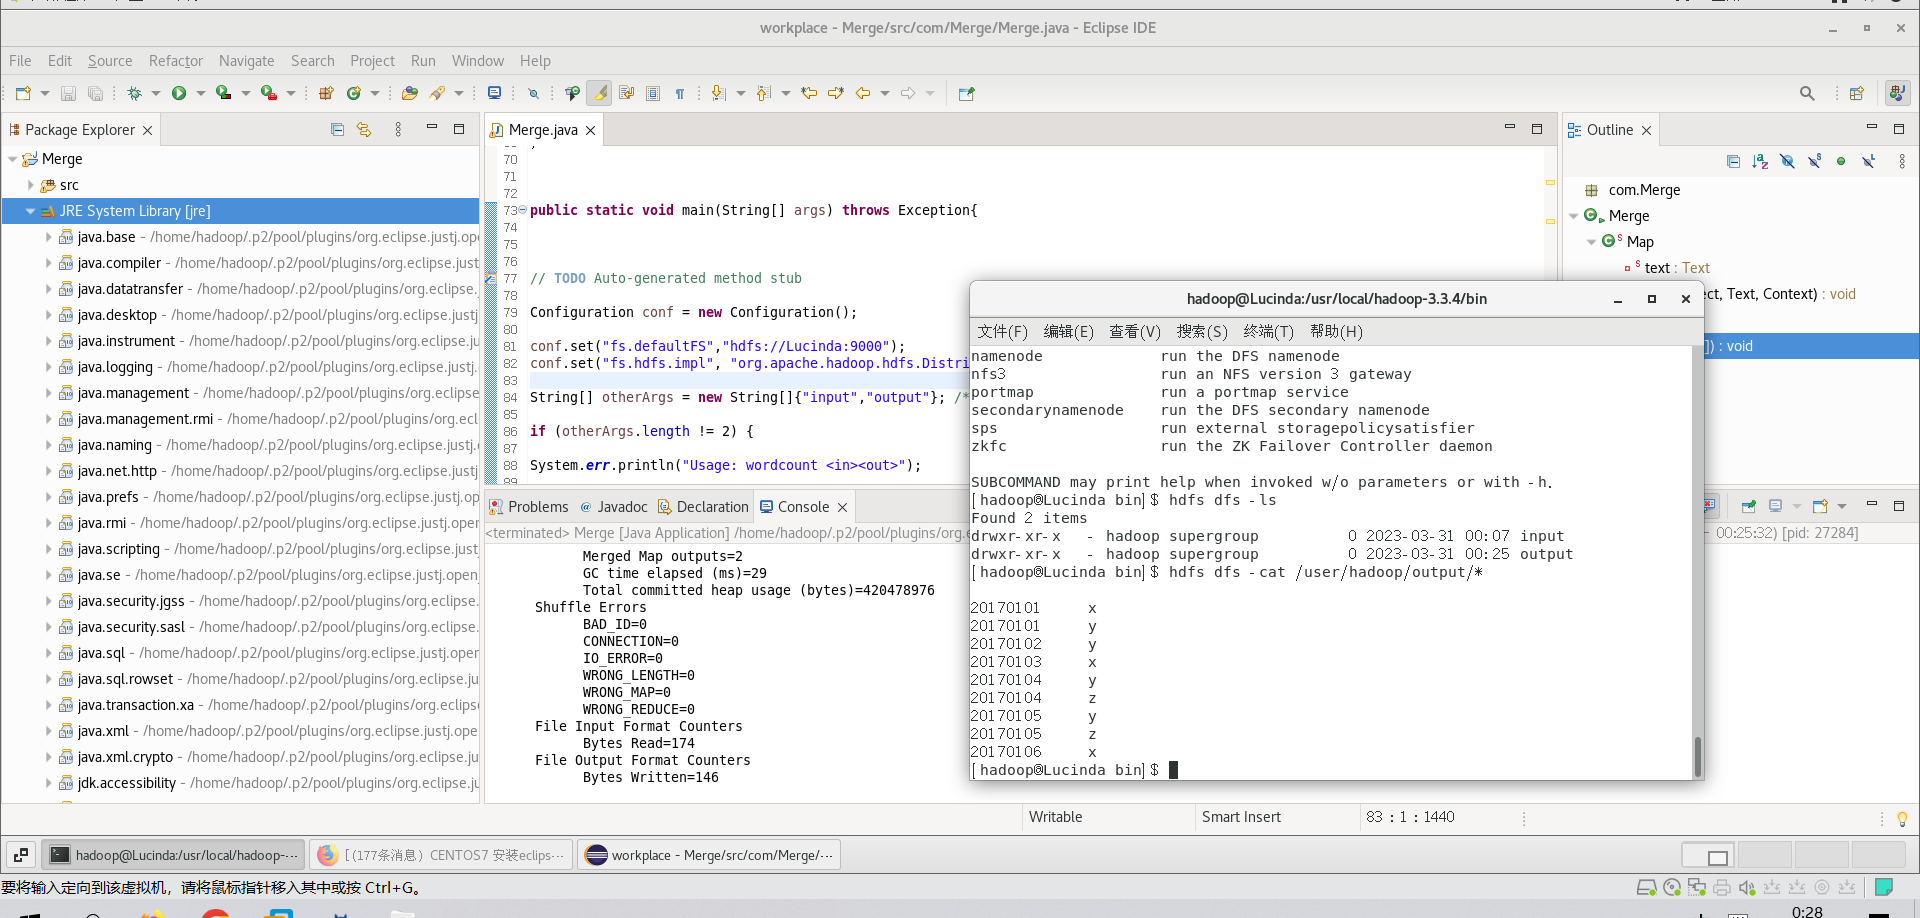 workplace - Merge/src/com/Merge/Merge.java - Eclipse IDE
File Edit Source Refactor Navigate Search Project Run Window Help
Package Explorer
Merge
src
JRE System Library [jre]
java.base - /home/hadoop/.p2/pool/plugins/org.eclipse.justj.ope
java.compiler - /home/hadoop/.p2/pool/plugins/org.eclipse.just
java.datatransfer - /home/hadoop/.p2/pool/plugins/org.eclipse.
java.desktop - /home/hadoop/.p2/pool/plugins/org.eclipse.justj
java.instrument - /home/hadoop/.p2/pool/plugins/org.eclipse.ju
java.logging - /home/hadoop/.p2/pool/plugins/org.eclipse.justj.
java.management - /home/hadoop/.p2/pool/plugins/org.eclipse.
java.management.rmi - /home/hadoop/.p2/pool/plugins/org.ecl
java.naming - /home/hadoop/.p2/pool/plugins/org.eclipse.justj.
java.net.http - /home/hadoop/.p2/pool/plugins/org.eclipse.justj
java.prefs - /home/hadoop/.p2/pool/plugins/org.eclipse.justj.op
java.rmi - /home/hadoop/.p2/pool/plugins/org.eclipse.justj.open
java.scripting - /home/hadoop/.p2/pool/plugins/org.eclipse.just
java.se - /home/hadoop/.p2/pool/plugins/org.eclipse.justj.openj
java.security.jgss - /home/hadoop/.p2/pool/plugins/org.eclipse.
java.security.sasl - /home/hadoop/.p2/pool/plugins/org.eclipse.
java.sql - /home/hadoop/.p2/pool/plugins/org.eclipse.justj.oper
java.sql.rowset - /home/hadoop/.p2/pool/plugins/org.eclipse.ju
java.transaction.xa - /home/hadoop/.p2/pool/plugins/org.eclips
java.xml - /home/hadoop/.p2/pool/plugins/org.eclipse.justj.ope
java.xml.crypto - /home/hadoop/.p2/pool/plugins/org.eclipse.ju
jdk.accessibility - /home/hadoop/.p2/pool/plugins/org.eclipse.ju
Merge.java
70
71
72
73 public static void main(String[] args) throws Exception{
74
75
76
77 // TODO Auto-generated method stub
78
79 Configuration conf = new Configuration();
80
81 conf.set("fs.defaultFS","hdfs://Lucinda:9000");
82 conf.set("fs.hdfs.impl", "org.apache.hadoop.hdfs.Distri
83
84 String[] otherArgs = new String[]{"input","output"}; /*
85
86 if (otherArgs.length != 2) {
87
88 System.err.println("Usage: wordcount <in><out>");
89
Problems Javadoc Declaration Console
<terminated> Merge [Java Application] /home/hadoop/.p2/pool/plugins/org.e
- 00:25:32) [pid: 27284]
Merged Map outputs=2
GC time elapsed (ms)=29
Total committed heap usage (bytes)=420478976
Shuffle Errors
BAD_ID=0
CONNECTION=0
IO_ERROR=0
WRONG_LENGTH=0
WRONG_MAP=0
WRONG_REDUCE=0
File Input Format Counters
Bytes Read=174
File Output Format Counters
Bytes Written=146
Outline
com.Merge
Merge
Map
text : Text
ct, Text, Context) : void
]) : void
hadoop@Lucinda:/usr/local/hadoop-3.3.4/bin
文件(F) 编辑(E) 查看(V) 搜索(S) 终端(T) 帮助(H)
namenode run the DFS namenode
nfs3 run an NFS version 3 gateway
portmap run a portmap service
secondarynamenode run the DFS secondary namenode
sps run external storagepolicysatisfier
zkfc run the ZK Failover Controller daemon
SUBCOMMAND may print help when invoked w/o parameters or with -h.
[hadoop@Lucinda bin]$ hdfs dfs -ls
Found 2 items
drwxr-xr-x - hadoop supergroup 0 2023-03-31 00:07 input
drwxr-xr-x - hadoop supergroup 0 2023-03-31 00:25 output
[hadoop@Lucinda bin]$ hdfs dfs -cat /user/hadoop/output/*
20170101 x
20170101 y
20170102 y
20170103 x
20170104 y
20170104 z
20170105 y
20170105 z
20170106 x
[hadoop@Lucinda bin]$
Writable Smart Insert 83 : 1 : 1440
hadoop@Lucinda:/usr/local/hadoop-···
[ (177条消息) CENTOS7 安装eclips···
workplace - Merge/src/com/Merge/···
要将输入定向到该虚拟机，请将鼠标指针移入其中或按 Ctrl+G。
0:28